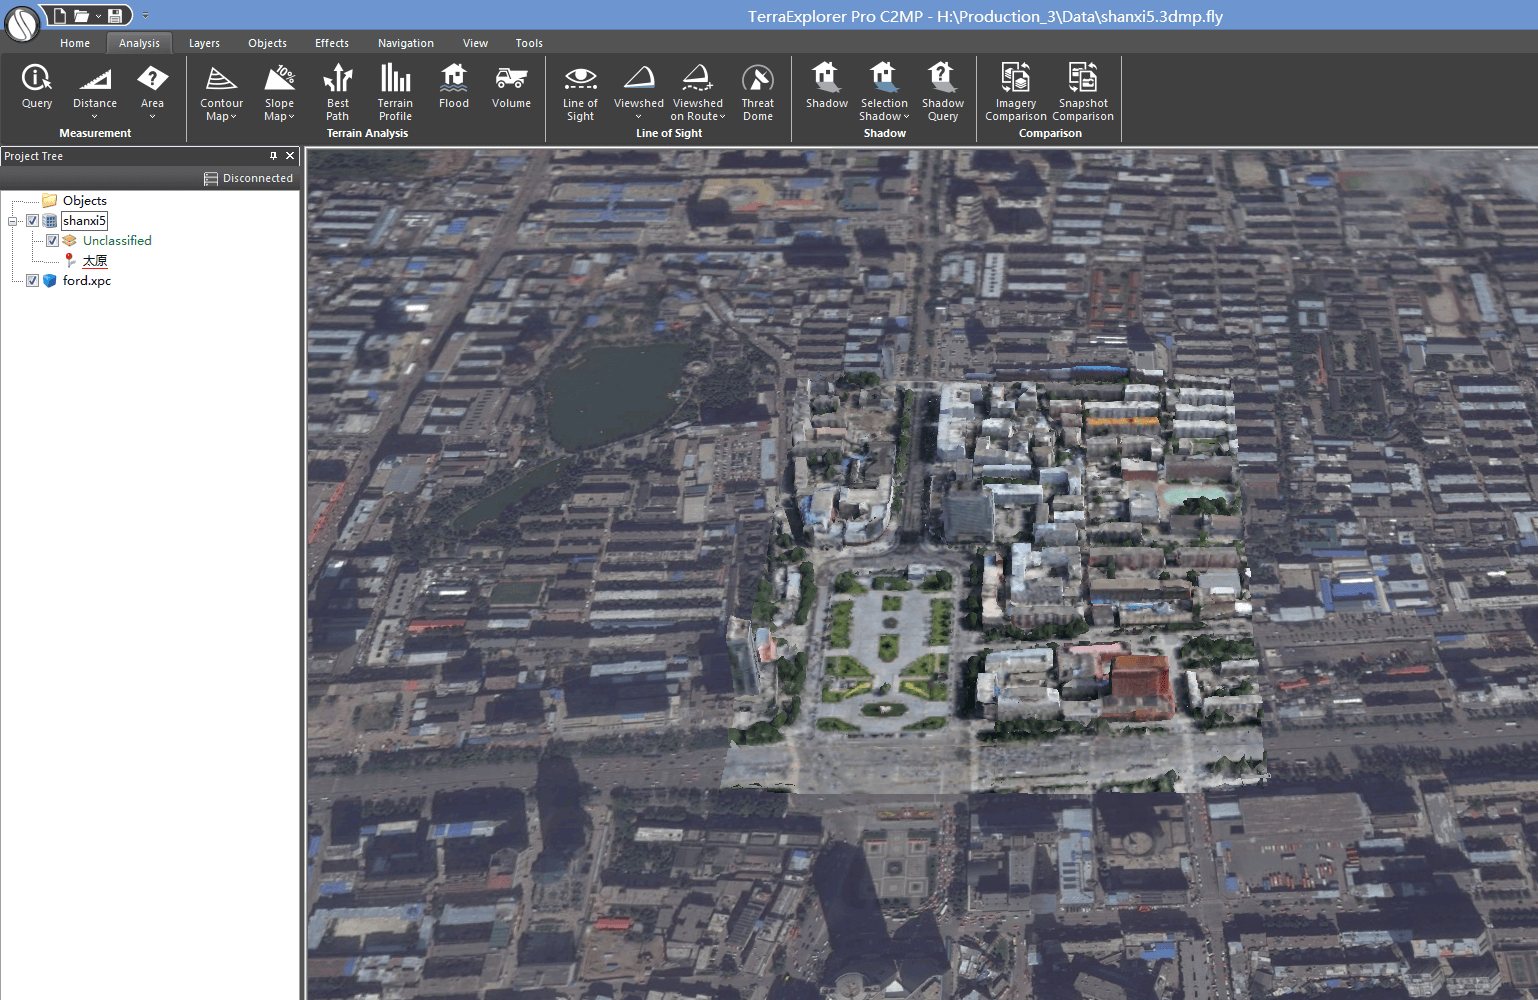 TerraExplorer Pro C2MP - H:\Production_3\Data\shanxi5.3dmp.fly
Home Analysis Layers Objects Effects Navigation View Tools
Query Distance Area
Measurement
Contour Map Slope Map Best Path Terrain Profile Flood Volume
10%
Terrain Analysis
Line of Sight Viewshed Viewshed on Route Threat Dome
Line of Sight
Shadow Selection Shadow Shadow Query
Shadow
Imagery Comparison Snapshot Comparison
Comparison
Project Tree
Disconnected
Objects
shanxi5
Unclassified
太原
ford.xpc